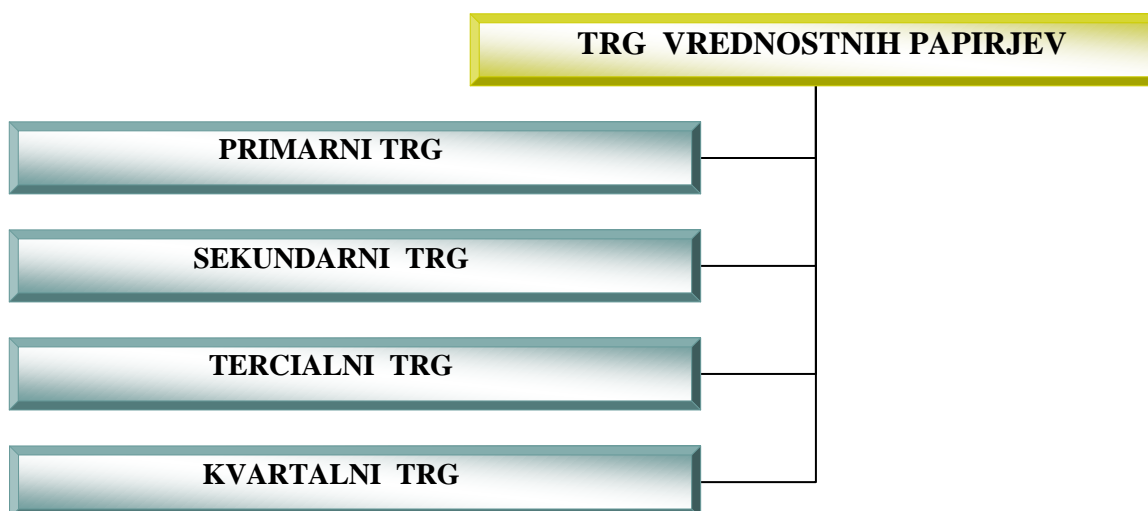 TRG VREDNOSTNIH PAPIRJEV
PRIMARNI TRG
SEKUNDARNI TRG
TERCIALNI TRG
KVARTALNI TRG